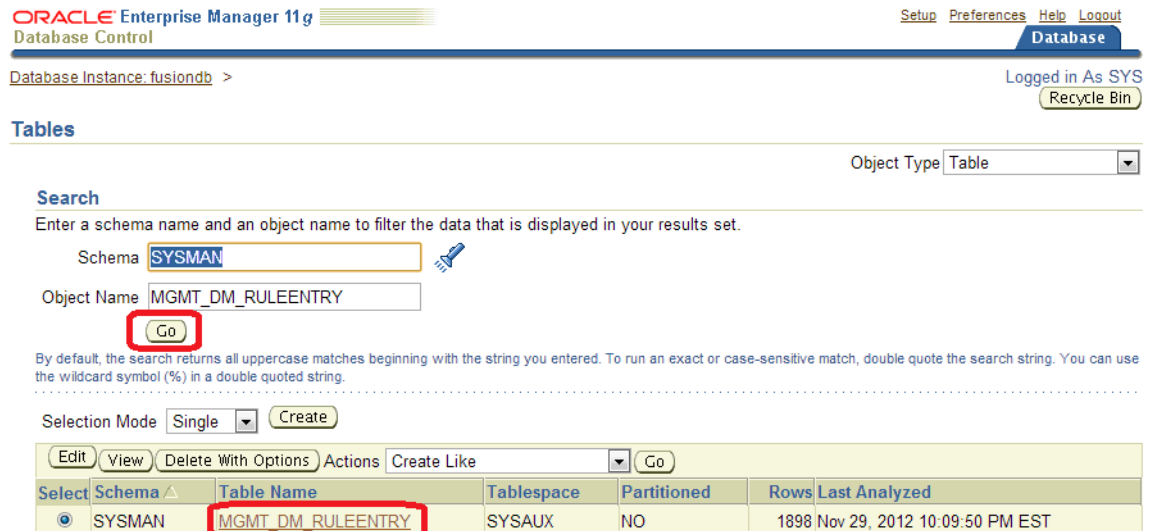 ORACLE Enterprise Manager 11g
Setup Preferences Help Logout
Database Control
Database
Database Instance: fusiondb >
Logged in As SYS
Recycle Bin
Tables
Object Type Table
Search
Enter a schema name and an object name to filter the data that is displayed in your results set.
Schema SYSMAN
Object Name MGMT_DM_RULEENTRY
Go
By default, the search returns all uppercase matches beginning with the string you entered. To run an exact or case-sensitive match, double quote the search string. You can use
the wildcard symbol (%) in a double quoted string.
Selection Mode Single Create
Edit View Delete With Options Actions Create Like Go
Select Schema Table Name Tablespace Partitioned Rows Last Analyzed
SYSMAN MGMT_DM_RULEENTRY SYSAUX NO 1898 Nov 29, 2012 10:09:50 PM EST